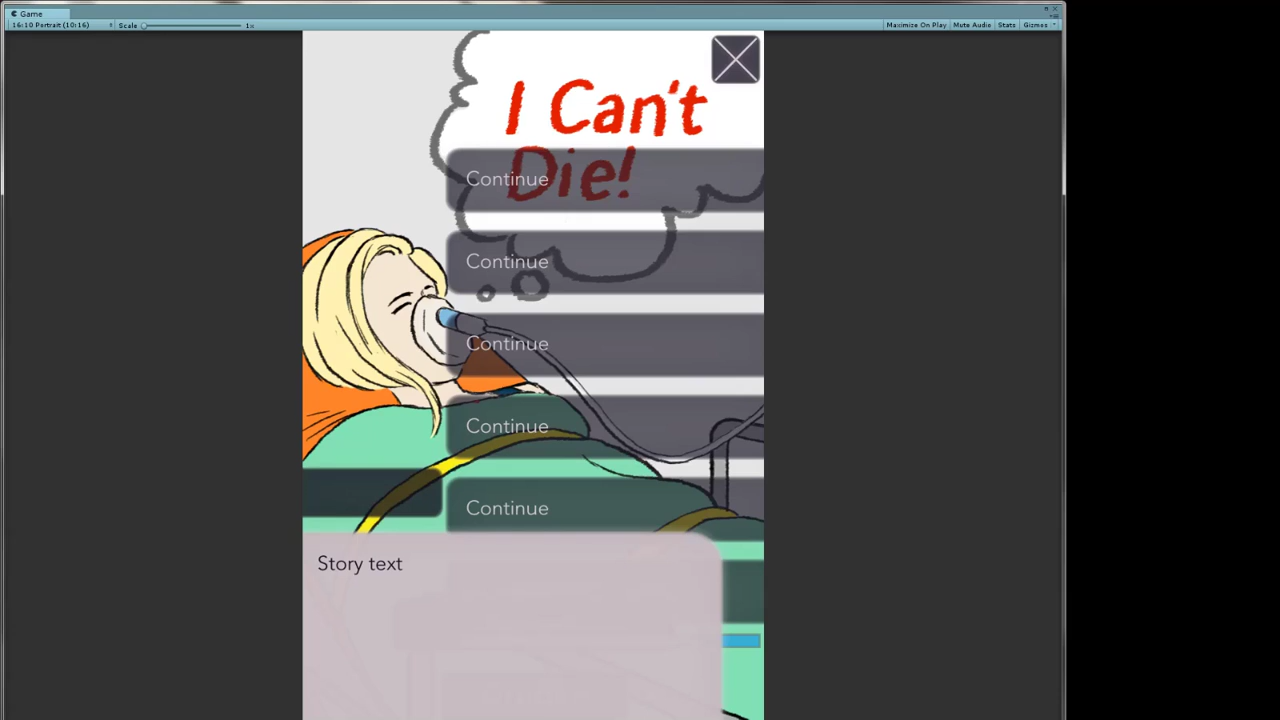 Game
16:10 Portrait (10:16) Scale 1x Maximize On Play Mute Audio Stats Gizmos
I Can't
Die!
Continue
Continue
Continue
Continue
Continue
Story text